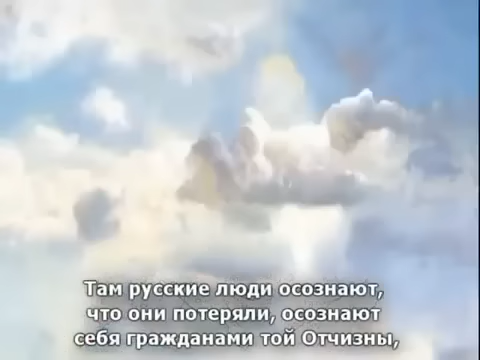 Там русские люди осознают,
что они потеряли, осознают
себя гражданами той Отчизны,